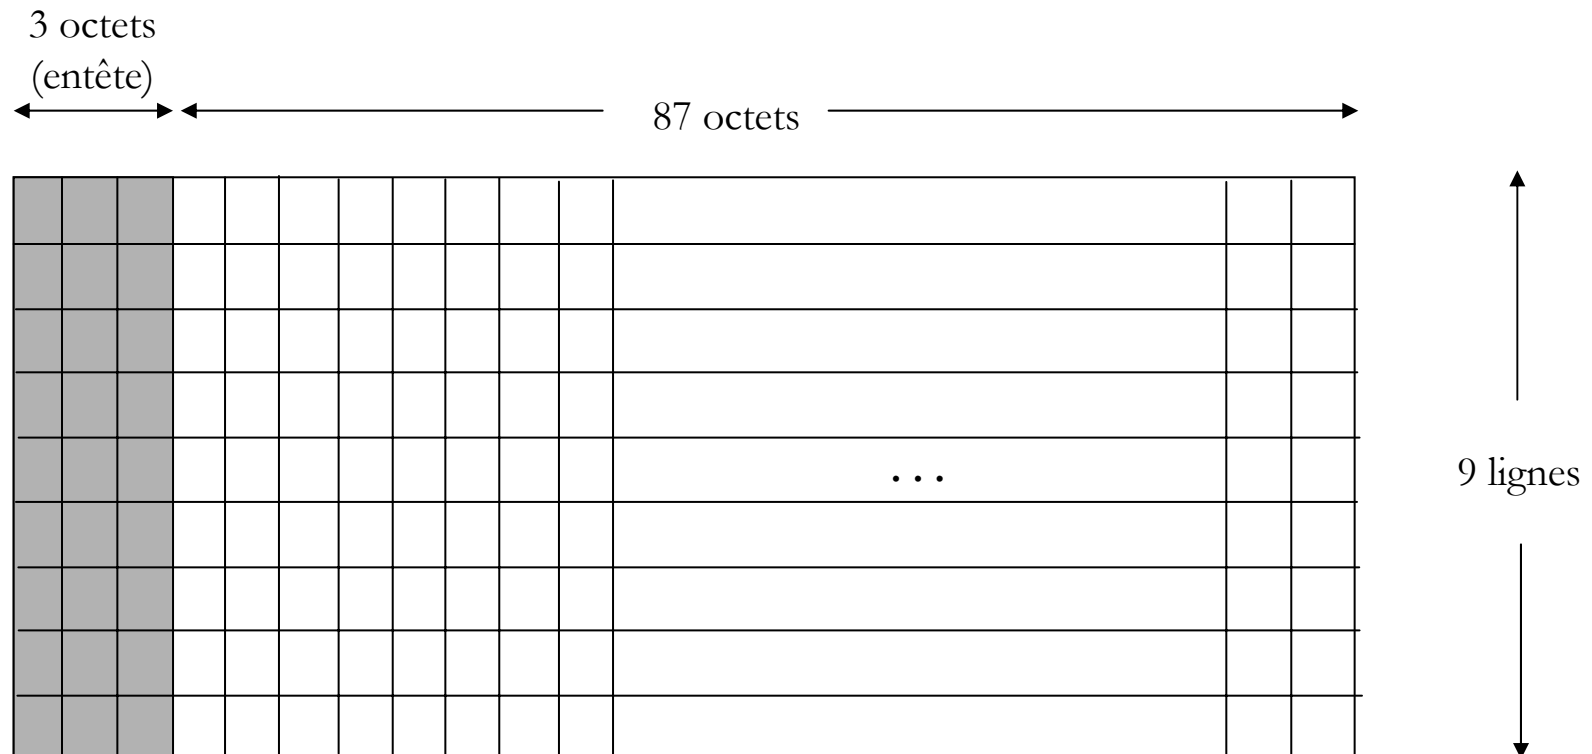 3 octets
(entête)
87 octets
...
9 lignes